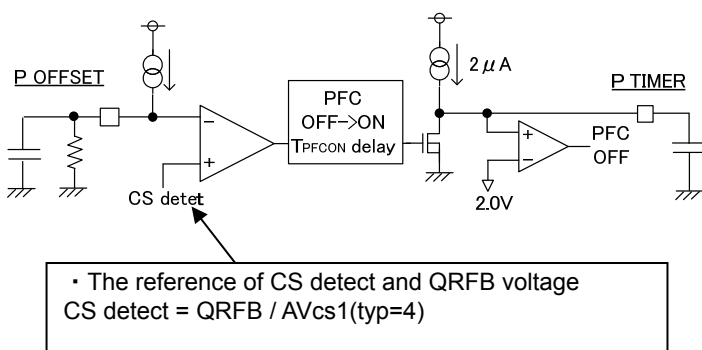 P OFFSET
2μA
P TIMER
PFC
OFF->ON
TPFCON delay
−
+
+
−
PFC
OFF
CS detet
2.0V
・The reference of CS detect and QRFB voltage
CS detect = QRFB / AVcs1(typ=4)